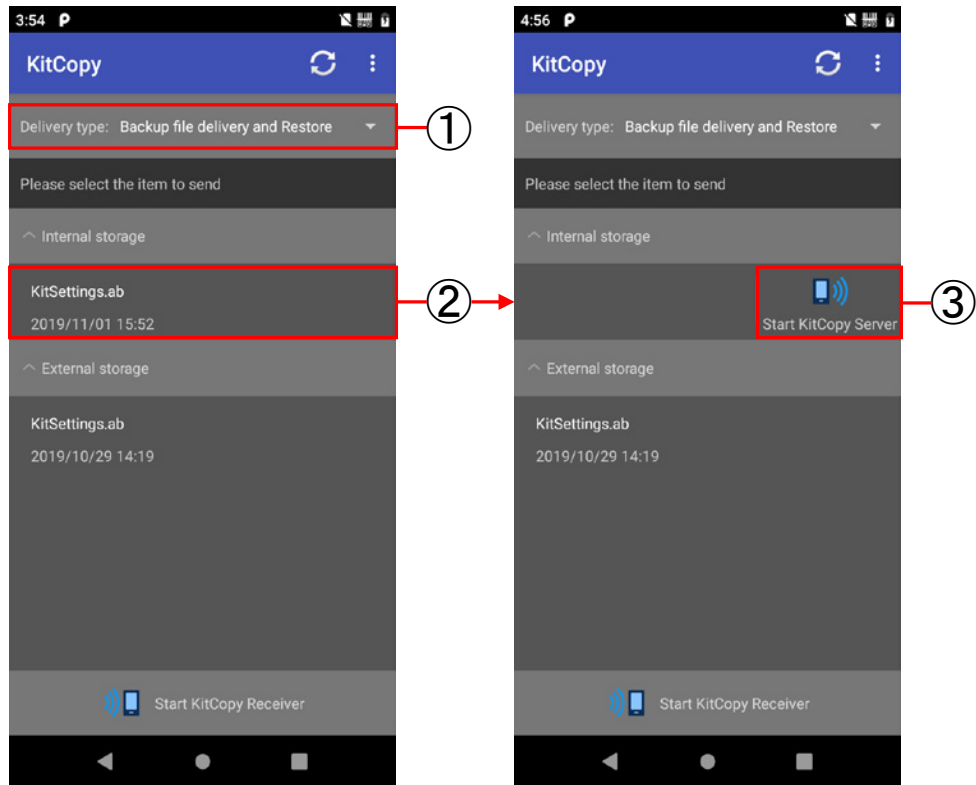 3:54
KitCopy
Delivery type: Backup file delivery and Restore
①
Please select the item to send
Internal storage
KitSettings.ab
2019/11/01 15:52
②
External storage
KitSettings.ab
2019/10/29 14:19
Start KitCopy Receiver
4:56
KitCopy
Delivery type: Backup file delivery and Restore
Please select the item to send
Internal storage
Start KitCopy Server
③
External storage
KitSettings.ab
2019/10/29 14:19
Start KitCopy Receiver